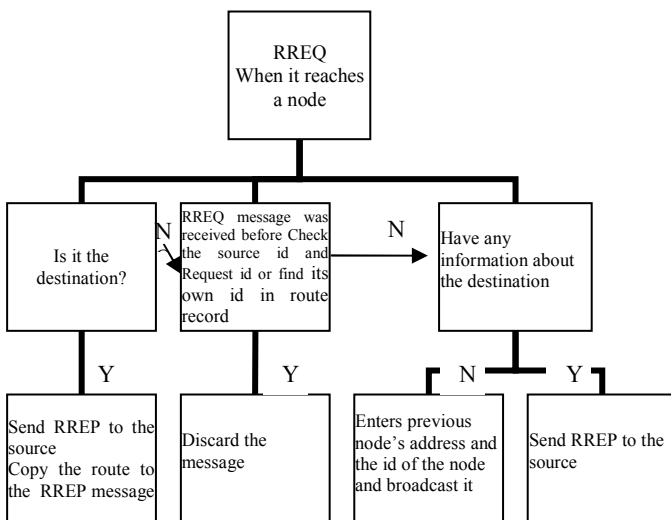 RREQ
When it reaches
a node
Is it the
destination?
N
RREQ message was
received before Check
the source id and
Request id or find its
own id in route
record
N
Have any
information about
the destination
Y
Y
N
Y
Send RREP to the
source
Copy the route to
the RREP message
Discard the
message
Enters previous
node's address and
the id of the node
and broadcast it
Send RREP to the
source